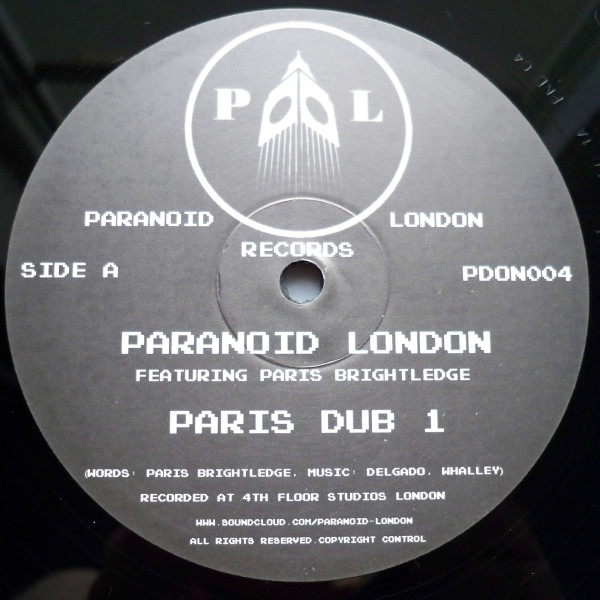 P L
PARANOID LONDON
RECORDS
SIDE A PDON004
PARANOID LONDON
FEATURING PARIS BRIGHTLEDGE
PARIS DUB 1
(WORDS: PARIS BRIGHTLEDGE. MUSIC: DELGADO. WHALLEY)
RECORDED AT 4TH FLOOR STUDIOS LONDON
WWW.SOUNDCLOUD.COM/PARANOID-LONDON
ALL RIGHTS RESERVED.COPYRIGHT CONTROL